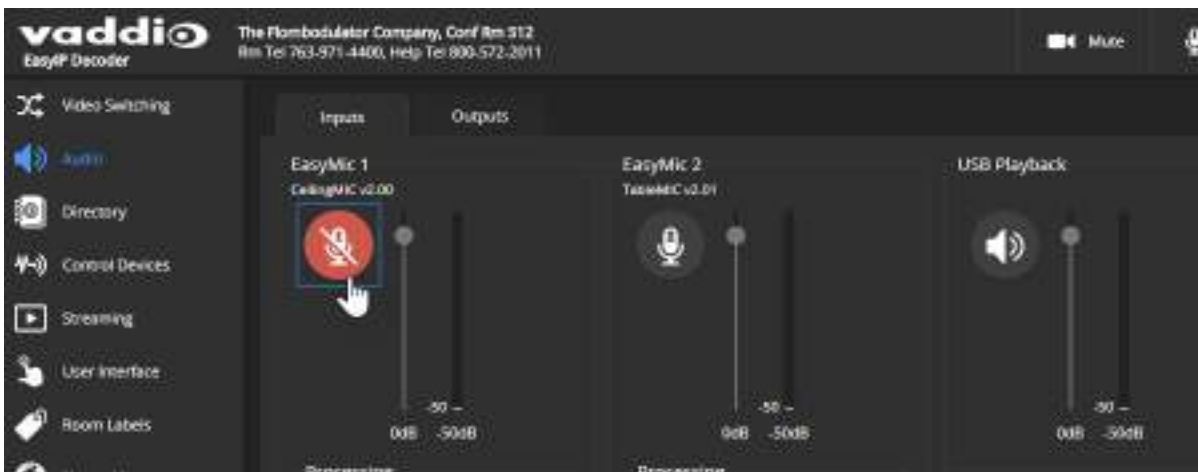 vaddio
EasyIP Decoder
The Flombodulator Company, Conf Rm 512
Rm Tel 763-971-4400, Help Tel 800-572-2011
Mute
Video Switching
Audio
Directory
Control Devices
Streaming
User Interface
Room Labels
Inputs
Outputs
EasyMic 1
CeilingMIC v2.00
-50
0dB
-50dB
Processing
EasyMic 2
TableMIC v2.01
-50
0dB
-50dB
Processing
USB Playback
-50
0dB
-50dB